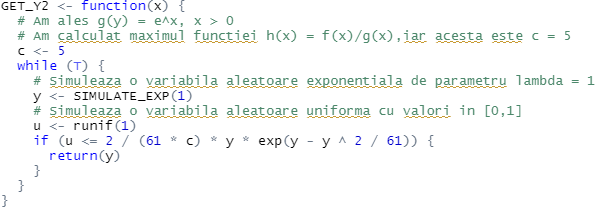 GET_Y2 <- function(x) {
  # Am ales g(y) = e^x, x > 0
  # Am calculat maximul functiei h(x) = f(x)/g(x),iar acesta este c = 5
  c <- 5
  while (T) {
    # Simuleaza o variabila aleatoare exponentiala de parametru lambda = 1
    y <- SIMULATE_EXP(1)
    # Simuleaza o variabila aleatoare uniforma cu valori in [0,1]
    u <- runif(1)
    if (u <= 2 / (61 * c) * y * exp(y - y ^ 2 / 61)) {
      return(y)
    }
  }
}